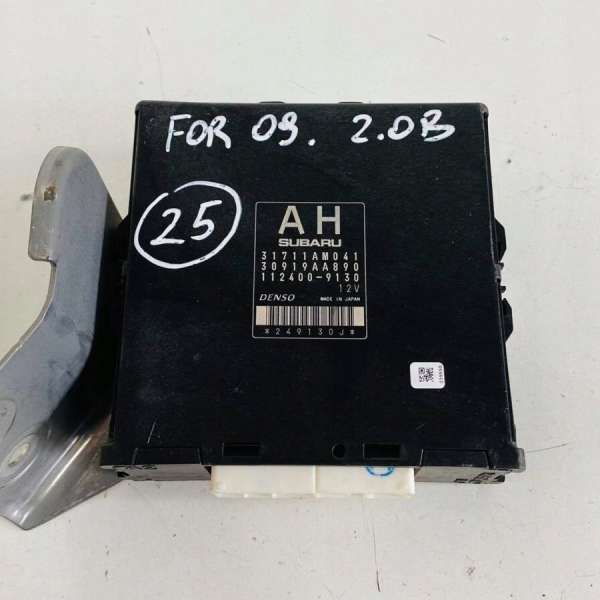 FOR 09. 2.0B
25
AH
SUBARU
31711AM041
30919AA890
112400-9130
12V
DENSO MADE IN JAPAN
*249130J*